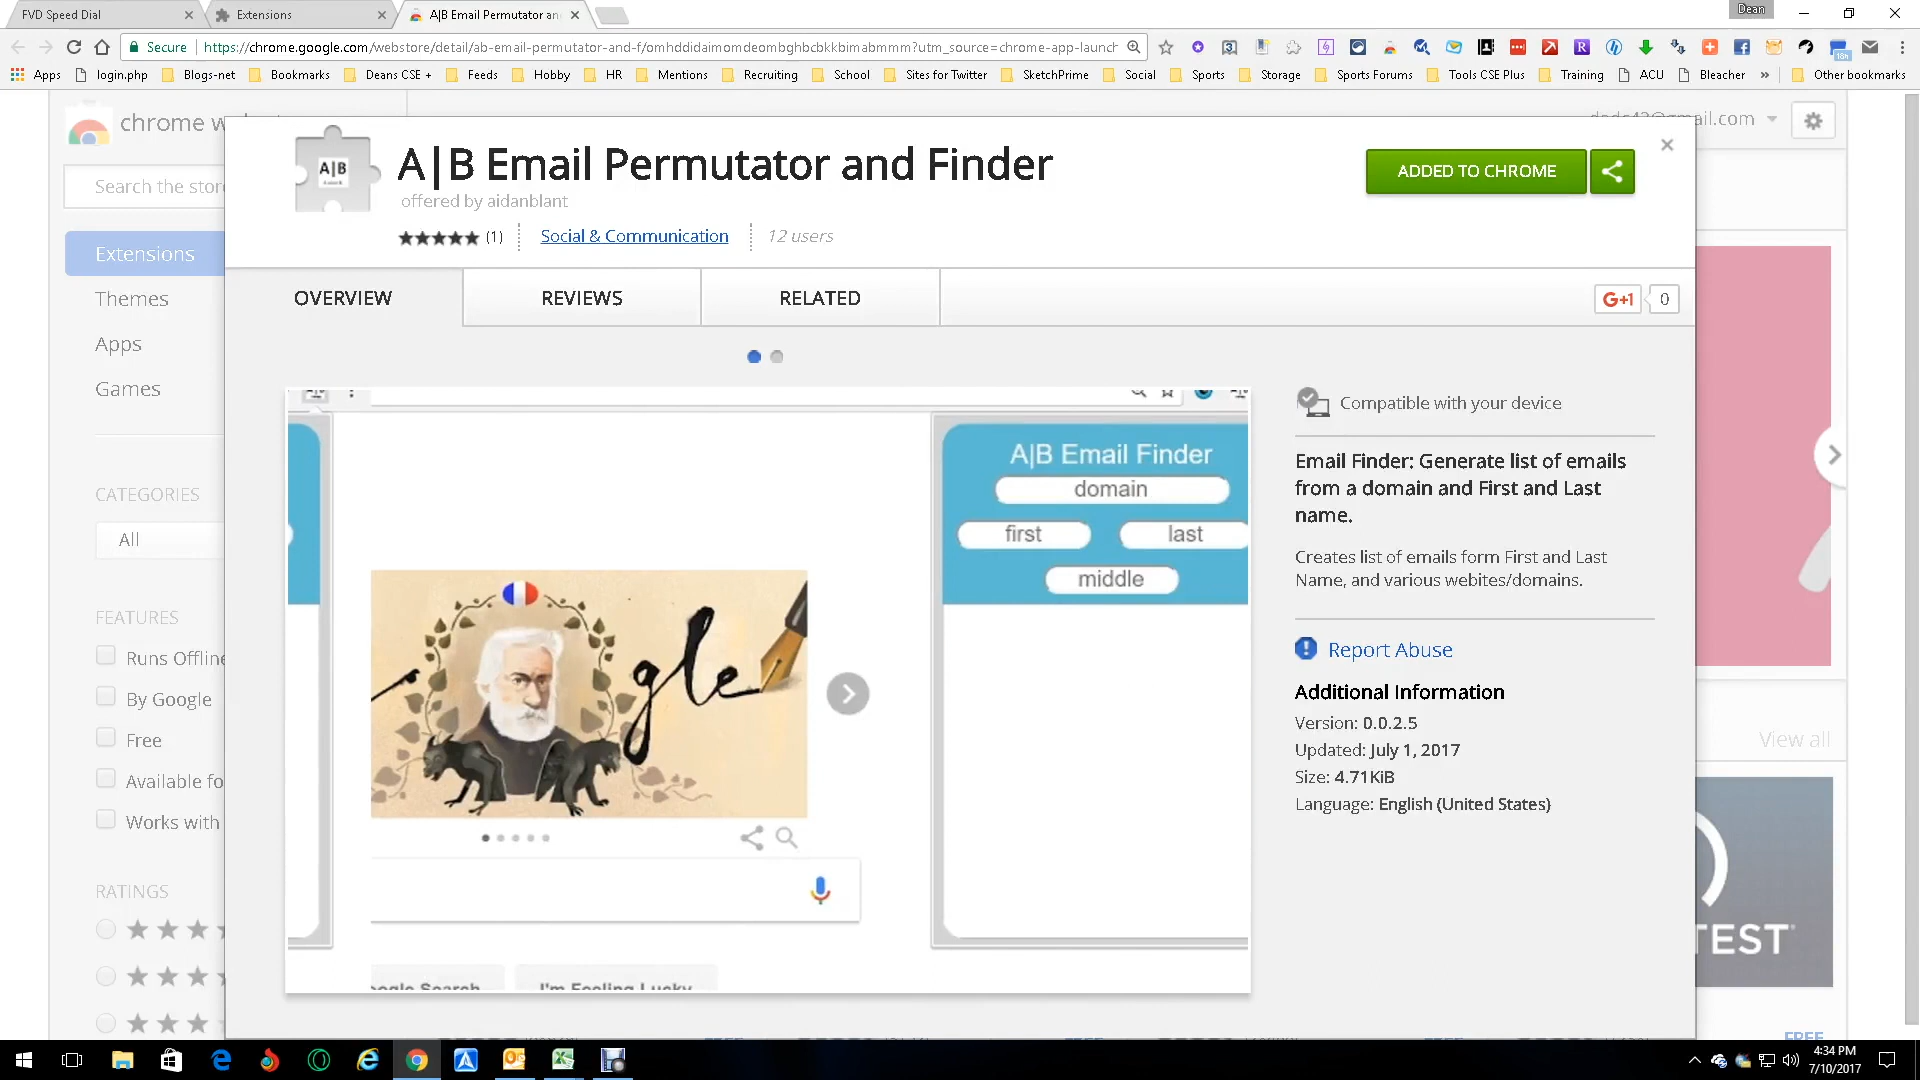 FVD Speed Dial
Extensions
A|B Email Permutator an
Dean
Secure
https://chrome.google.com/webstore/detail/ab-email-permutator-and-f/omhddidaimomdeombghbcbkkbimabmmm?utm_source=chrome-app-launch
Apps
login.php
Blogs-net
Bookmarks
Deans CSE +
Feeds
Hobby
HR
Mentions
Recruiting
School
Sites for Twitter
SketchPrime
Social
Sports
Storage
Sports Forums
Tools CSE Plus
Training
ACU
Bleacher
»
Other bookmarks
chrome w
ail.com
Search the stor
Extensions
Themes
Apps
Games
CATEGORIES
All
FEATURES
Runs Offline
By Google
Free
Available fo
Works with
RATINGS
A|B
A|B Email Permutator and Finder
offered by aidanblant
(1)
Social & Communication
12 users
ADDED TO CHROME
OVERVIEW
REVIEWS
RELATED
G+1
0
A|B Email Finder
domain
first
last
middle
gle
oogle Search
I'm Feeling Lucky
Compatible with your device
Email Finder: Generate list of emails
from a domain and First and Last
name.
Creates list of emails form First and Last
Name, and various webites/domains.
Report Abuse
Additional Information
Version: 0.0.2.5
Updated: July 1, 2017
Size: 4.71KiB
Language: English (United States)
View all
TEST
FREE
4:34 PM
7/10/2017